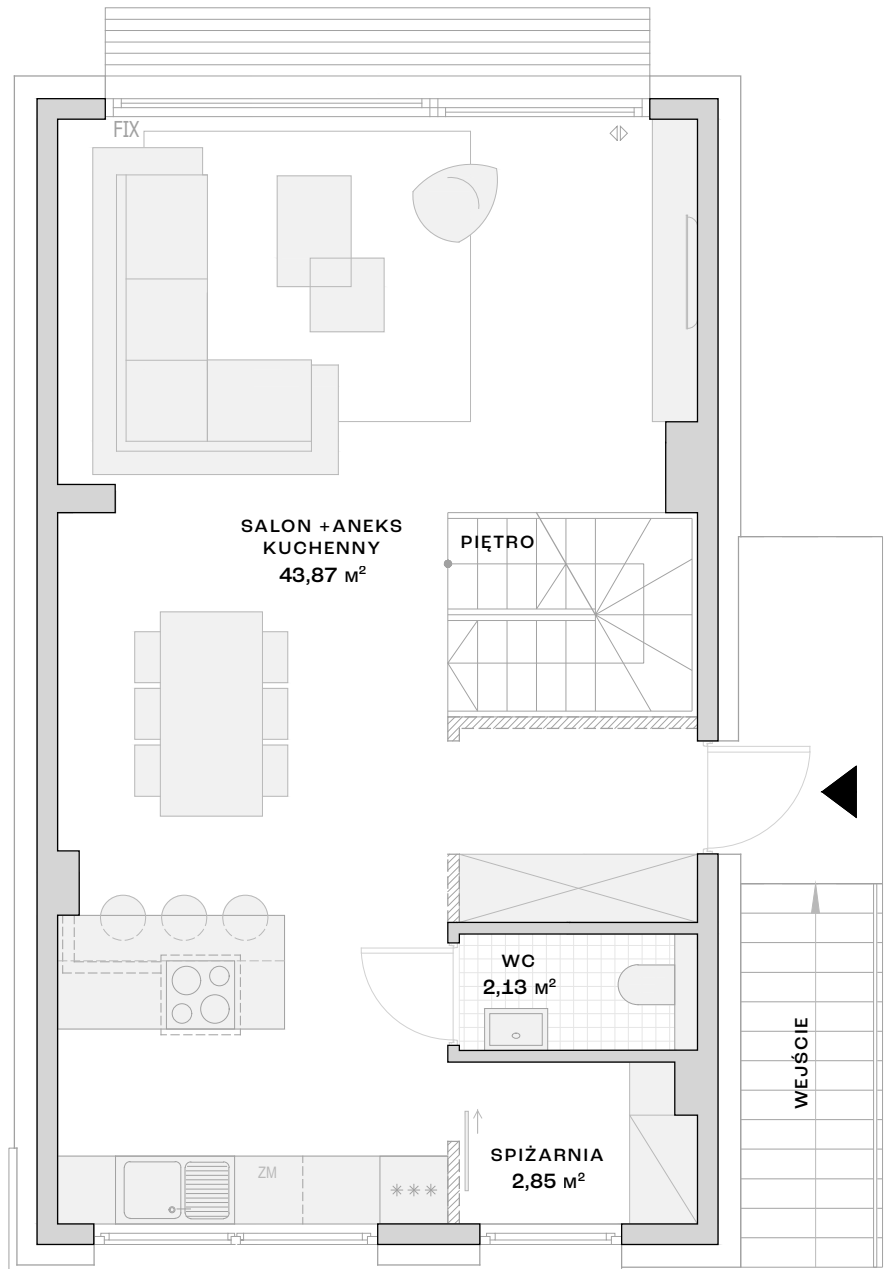 FIX
SALON +ANEKS
KUCHENNY
43,87 M²
PIĘTRO
WC
2,13 M²
WEJŚCIE
SPIŻARNIA
2,85 M²
ZM
***